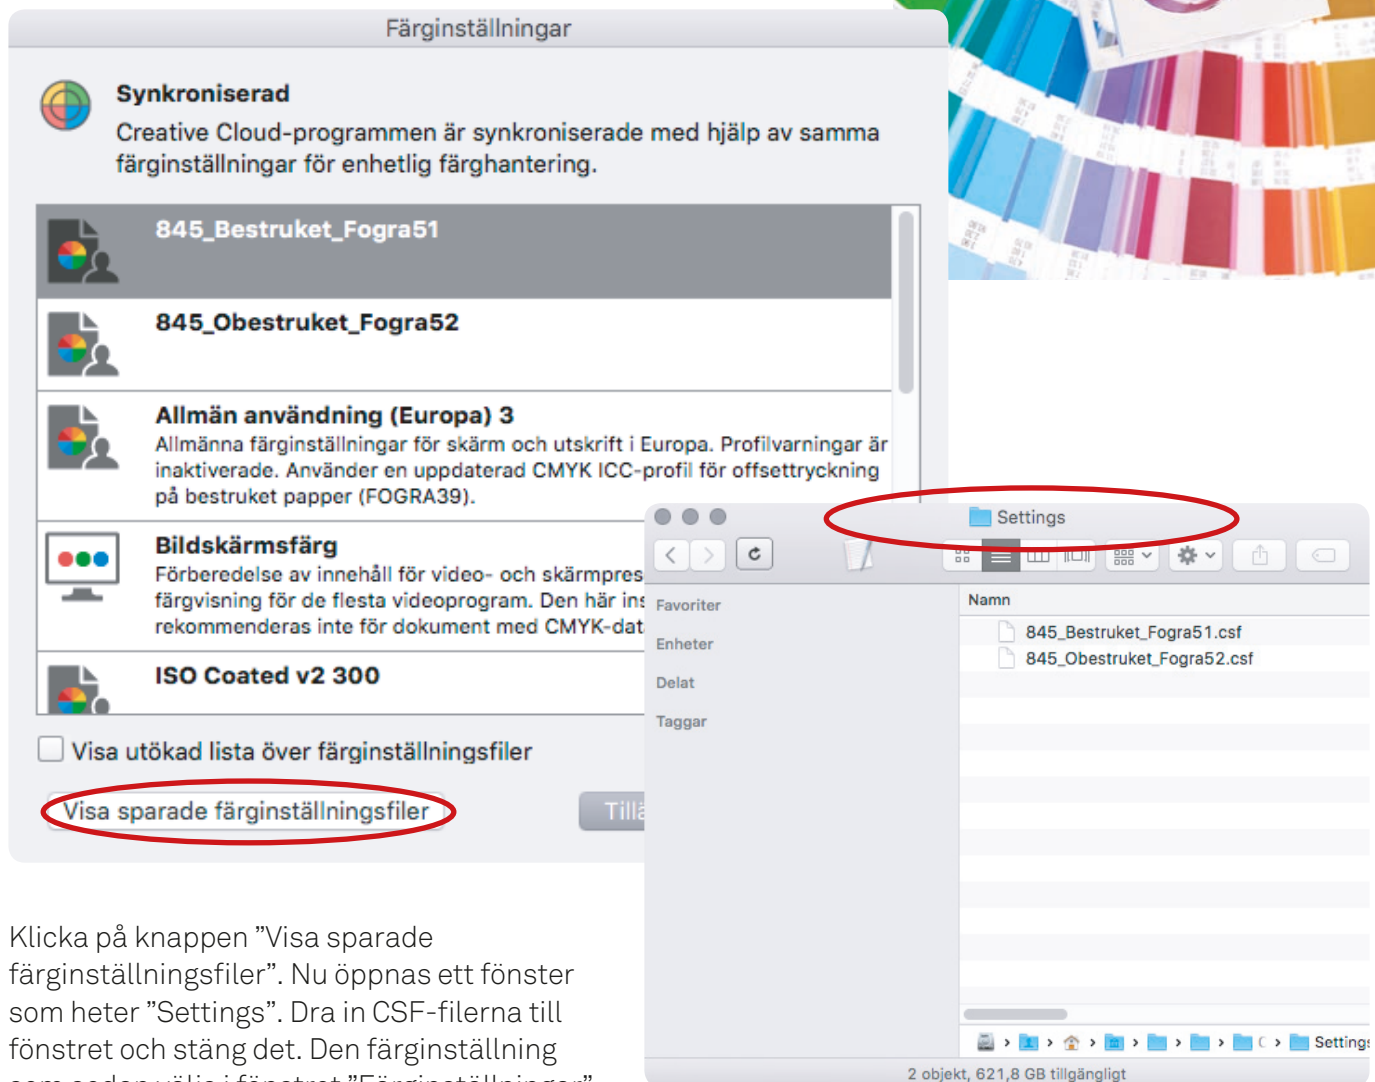 Färginställningar
Synkroniserad
Creative Cloud-programmen är synkroniserade med hjälp av samma
färginställningar för enhetlig färghantering.
845_Bestruket_Fogra51
845_Obestruket_Fogra52
Allmän användning (Europa) 3
Allmänna färginställningar för skärm och utskrift i Europa. Profilvarningar är
inaktiverade. Använder en uppdaterad CMYK ICC-profil för offsettryckning
på bestruket papper (FOGRA39).
Bildskärmsfärg
Förberedelse av innehåll för video- och skärmpres
färgvisning för de flesta videoprogram. Den här ins
rekommenderas inte för dokument med CMYK-dat
ISO Coated v2 300
Visa utökad lista över färginställningsfiler
Visa sparade färginställningsfiler
Tillä
Settings
Favoriter
Enheter
Delat
Taggar
Namn
845_Bestruket_Fogra51.csf
845_Obestruket_Fogra52.csf
Settings
2 objekt, 621,8 GB tillgängligt
Klicka på knappen ”Visa sparade
färginställningsfiler”. Nu öppnas ett fönster
som heter ”Settings”. Dra in CSF-filerna till
fönstret och stäng det. Den färginställning
som sedan väljs i fönstret ”Färginställningar”